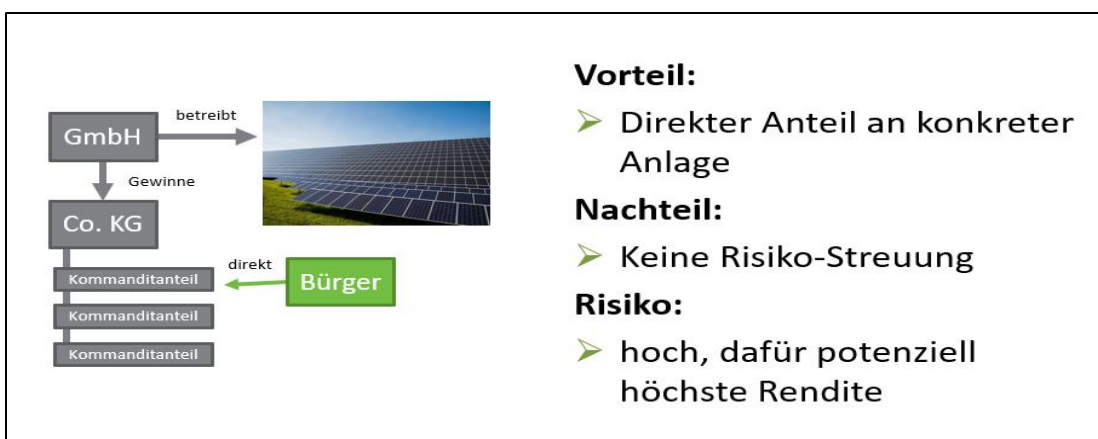 betreibt
GmbH
Gewinne
Co. KG
Kommanditanteil
direkt
Bürger
Kommanditanteil
Kommanditanteil
Vorteil:
Direkter Anteil an konkreter
Anlage
Nachteil:
Keine Risiko-Streuung
Risiko:
hoch, dafür potenziell
höchste Rendite